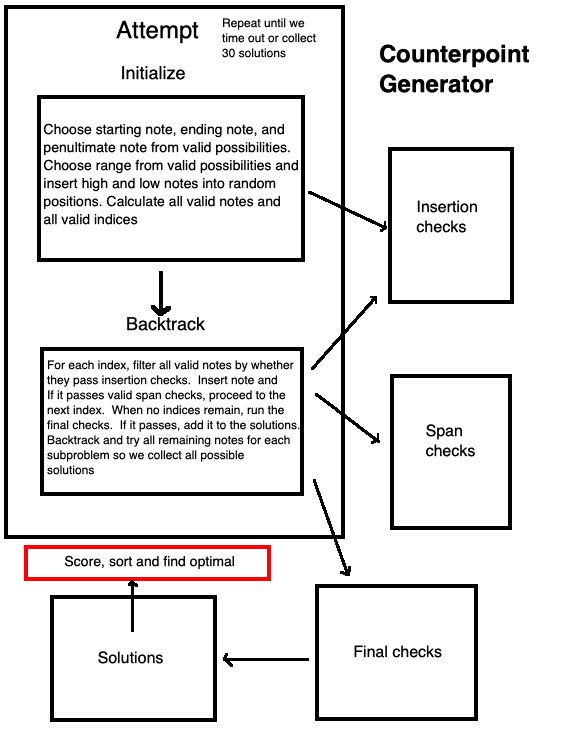 Attempt
Repeat until we
time out or collect
30 solutions
Counterpoint
Generator
Initialize
Choose starting note, ending note, and
penultimate note from valid possibilities.
Choose range from valid possibilities and
insert high and low notes into random
positions. Calculate all valid notes and
all valid indices
Insertion
checks
Backtrack
For each index, filter all valid notes by whether
they pass insertion checks. Insert note and
If it passes valid span checks, proceed to the
next index. When no indices remain, run the
final checks. If it passes, add it to the solutions.
Backtrack and try all remaining notes for each
subproblem so we collect all possible
solutions
Span
checks
Score, sort and find optimal
Solutions
Final checks